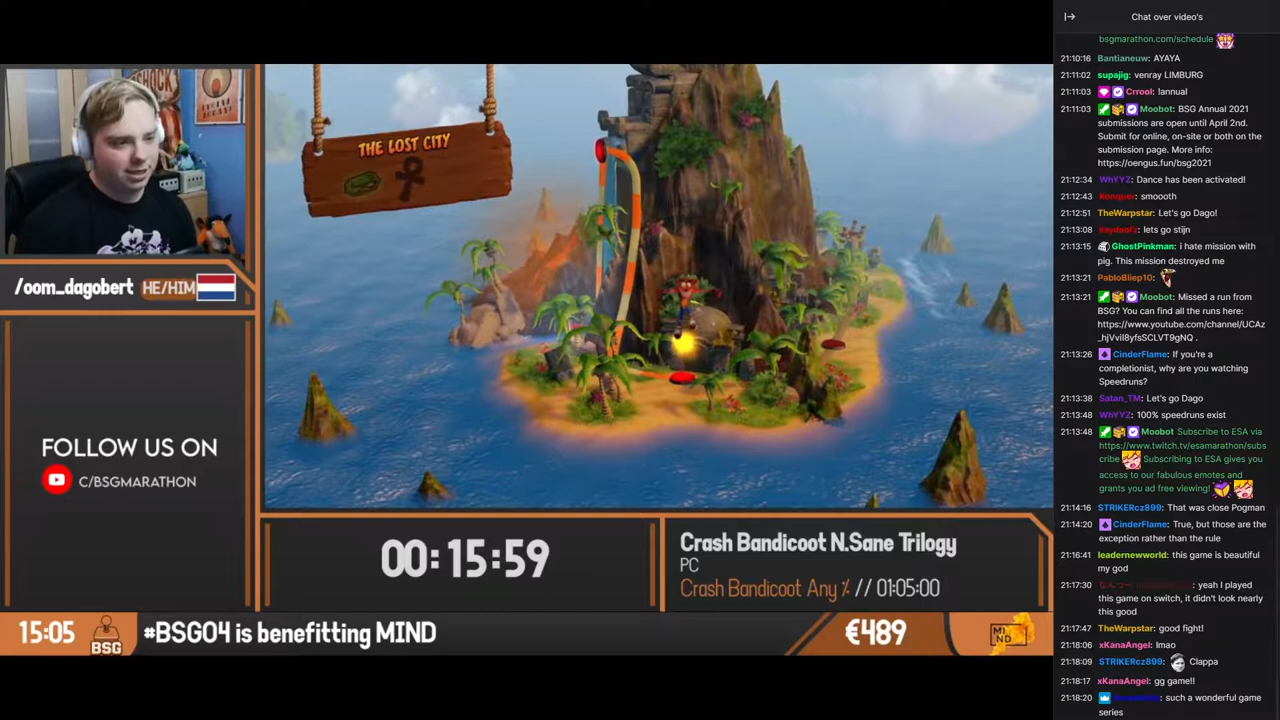 Chat over video's
bsgmarathon.com/schedule
21:10:16 Bantianeuw: AYAYA
21:11:02 supajig: venray LIMBURG
21:11:03 Crrool: !annual
21:11:03 Moobot: BSG Annual 2021
submissions are open until April 2nd.
Submit for online, on-site or both on the
submission page. More info:
https://oengus.fun/bsg2021
21:12:34 WhYYZ: Dance has been activated!
21:12:43 Konquer: smoooth
21:12:51 TheWarpstar: Let's go Dago!
21:13:08 lets go stijn
21:13:15 GhostPinkman: i hate mission with
pig. This mission destroyed me
21:13:21 PabloBliep10:
21:13:21 Moobot: Missed a run from
BSG? You can find all the runs here:
https://www.youtube.com/channel/UCAz
_hjVvil8yfsSCLVT9gNQ .
21:13:26 CinderFlame: If you're a
completionist, why are you watching
Speedruns?
21:13:38 Satan_TM: Let's go Dago
21:13:48 WhYYZ: 100% speedruns exist
21:13:48 Moobot Subscribe to ESA via
https://www.twitch.tv/esamarathon/subs
cribe Subscribing to ESA gives you
access to our fabulous emotes and
grants you ad free viewing!
21:14:16 STRIKERcz899: That was close Pogman
21:14:20 CinderFlame: True, but those are the
exception rather than the rule
21:16:41 leadernewworld: this game is beautiful
my god
21:17:30 : yeah I played
this game on switch, it didn't look nearly
this good
21:17:47 TheWarpstar: good fight!
21:18:06 xKanaAngel: lmao
21:18:09 STRIKERcz899: Clappa
21:18:17 xKanaAngel: gg game!!
21:18:20 : such a wonderful game
series
THE LOST CITY
/oom_dagobert HE/HIM
FOLLOW US ON
C/BSGMARATHON
00:15:59
Crash Bandicoot N.Sane Trilogy
PC
Crash Bandicoot Any % // 01:05:00
15:05 BSG #BSG04 is benefitting MIND €489 MIND